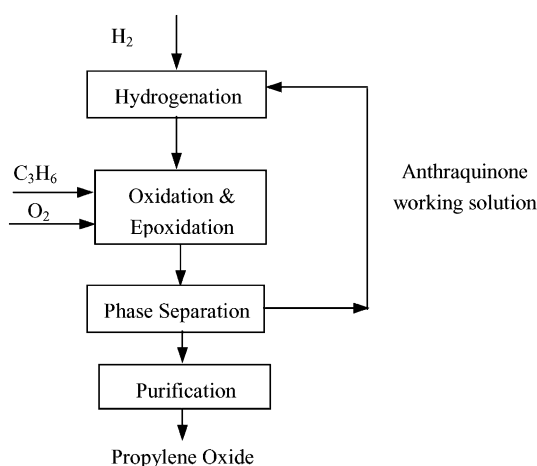 H2
Hydrogenation
C3H6
O2
Oxidation &
Epoxidation
Anthraquinone
working solution
Phase Separation
Purification
Propylene Oxide